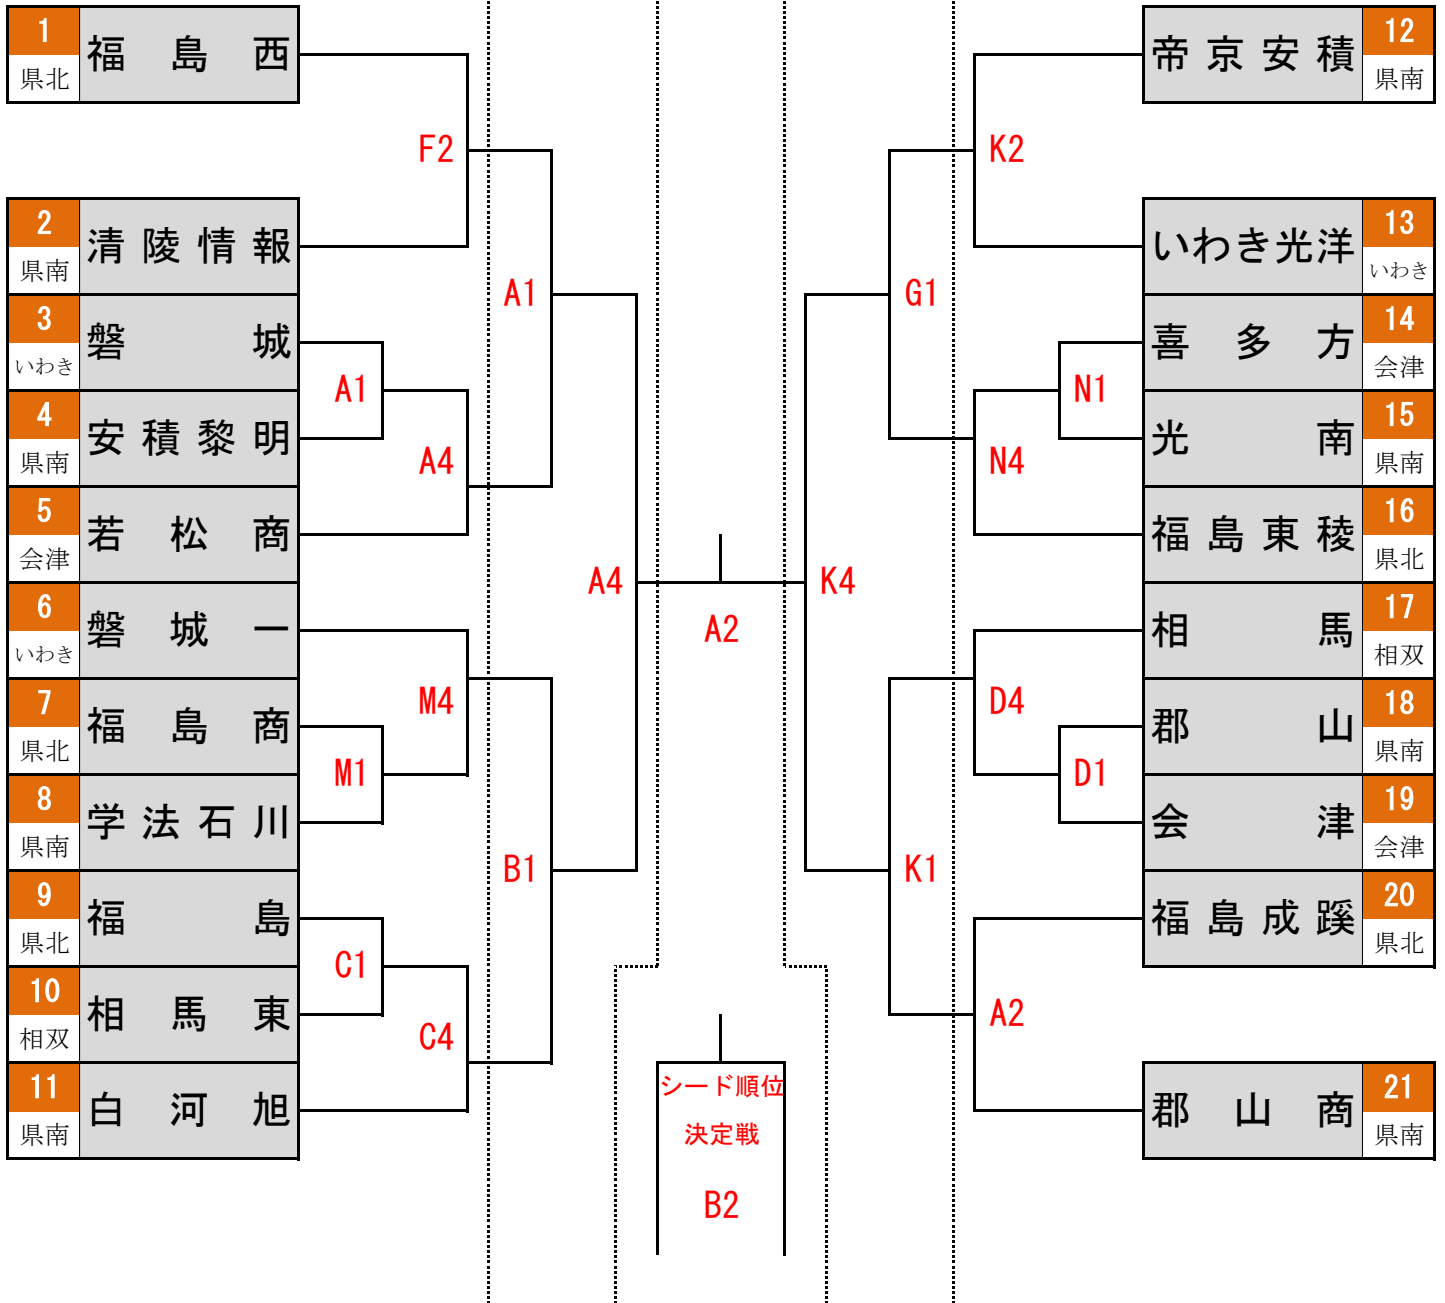 1
県北
福島西
2
県南
清陵情報
3
いわき
磐城
4
県南
安積黎明
5
会津
若松商
6
いわき
磐城一
7
県北
福島商
8
県南
学法石川
9
県北
福島
10
相双
相馬東
11
県南
白河旭
F2
A1
A4
M4
M1
C1
C4
A1
B1
A4
A2
K4
G1
K1
K2
N1
N4
D4
D1
A2
シード順位
決定戦
B2
帝京安積
12
県南
いわき光洋
13
いわき
喜多方
14
会津
光南
15
県南
福島東稜
16
県北
相馬
17
相双
郡山
18
県南
会津
19
会津
福島成蹊
20
県北
郡山商
21
県南